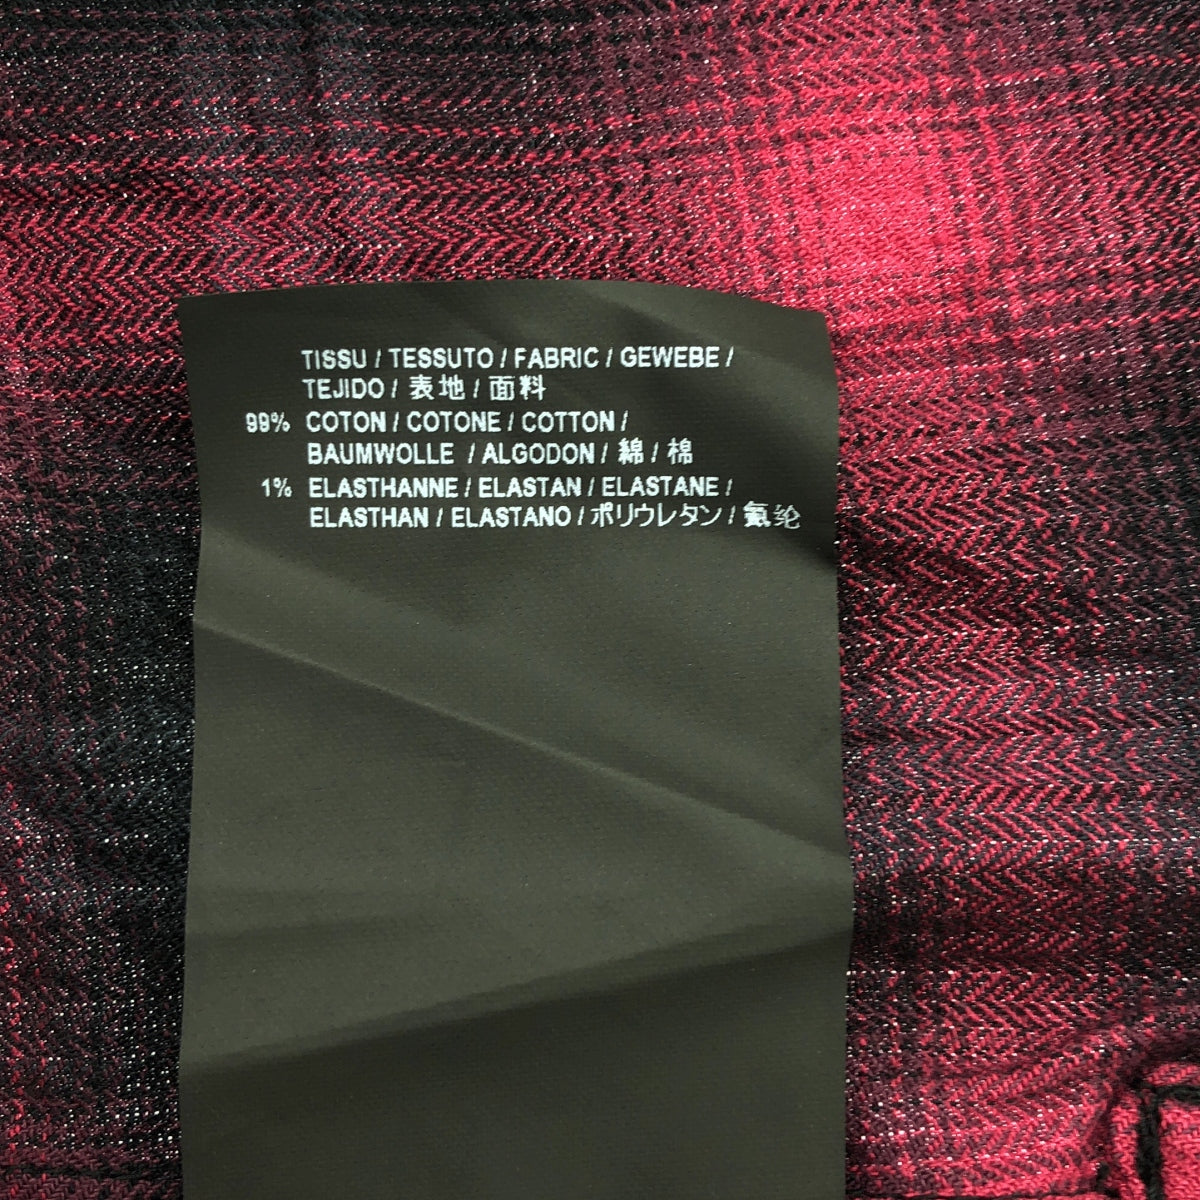 TISSU / TESSUTO / FABRIC / GEWEBE /
TEJIDO / 表地 / 面料
99% COTON / COTONE / COTTON /
BAUMWOLLE / ALGODON / 綿 / 棉
1% ELASTHANNE / ELASTAN / ELASTANE /
ELASTHAN / ELASTANO / ポリウレタン / 氨纶